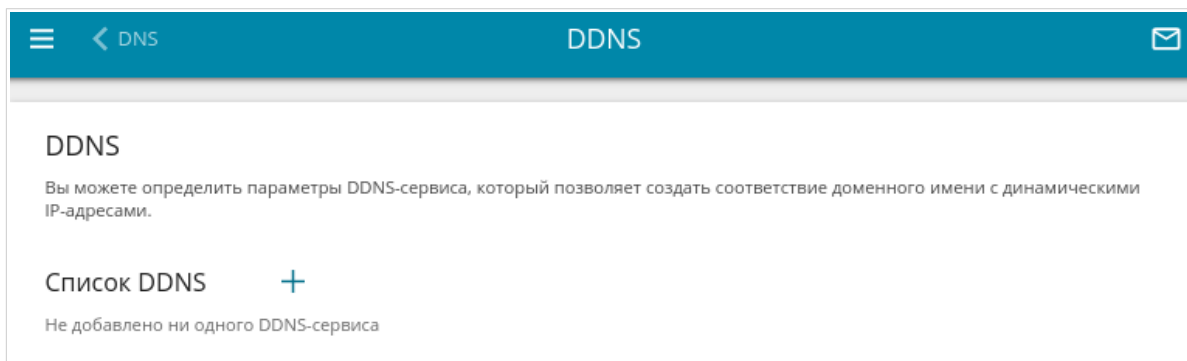 DNS
DDNS
DDNS
Вы можете определить параметры DDNS-сервиса, который позволяет создать соответствие доменного имени с динамическими
IP-адресами.
Список DDNS
Не добавлено ни одного DDNS-сервиса